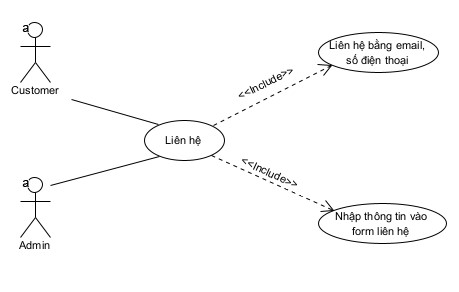 a
Customer
Liên hệ bằng email,
số điện thoại
<<Include>>
Liên hệ
<<Include>>
a
Admin
Nhập thông tin vào
form liên hệ